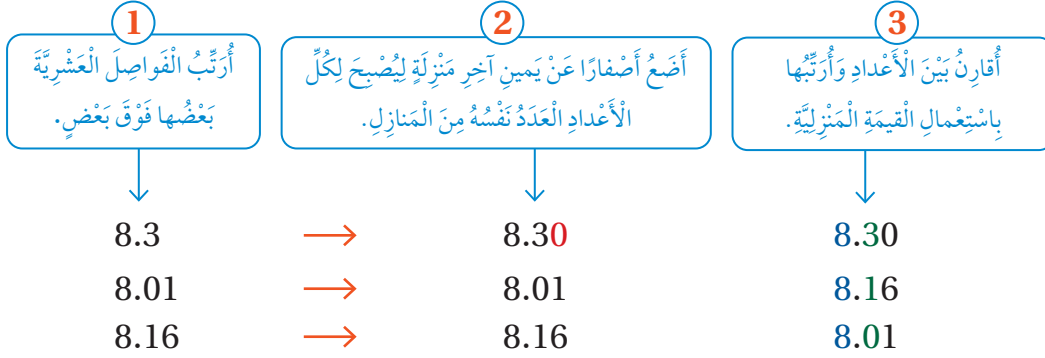 1
أُرَتِّبُ الْفَواصِلَ الْعَشْرِيَّةَ
بَعْضُها فَوْقَ بَعْضٍ.
2
أَضَعُ أَصْفارًا عَنْ يَمينِ آخِرِ مَنْزِلَةٍ لِيُصْبِحَ لِكُلِّ
الْأَعْدادِ الْعَدَدُ نَفْسُهُ مِنَ الْمَنازِلِ.
3
أُقارِنُ بَيْنَ الْأَعْدادِ وَأُرَتِّبُها
بِاسْتِعْمالِ الْقيمَةِ الْمَنْزِلِيَّةِ.
8.3 → 8.30 8.30
8.01 → 8.01 8.16
8.16 → 8.16 8.01